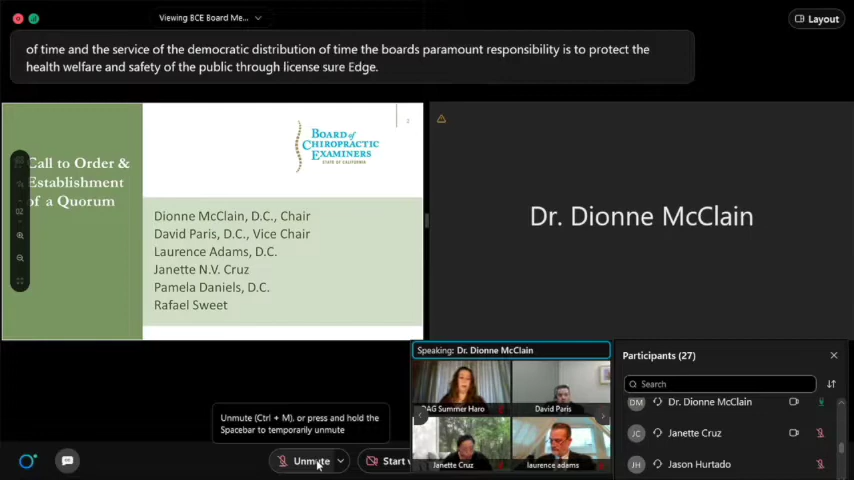 Viewing BCE Board Me...
Layout
of time and the service of the democratic distribution of time the boards paramount responsibility is to protect the
health welfare and safety of the public through license sure Edge.
2
BOARD of
CHIROPRACTIC
EXAMINERS
STATE OF CALIFORNIA
Call to Order &
Establishment
of a Quorum
Dionne McClain, D.C., Chair
David Paris, D.C., Vice Chair
Laurence Adams, D.C.
Janette N.V. Cruz
Pamela Daniels, D.C.
Rafael Sweet
Dr. Dionne McClain
Speaking: Dr. Dionne McClain
DAG Summer Haro
David Paris
Janette Cruz
laurence adams
Participants (27)
Search
DM Dr. Dionne McClain
JC Janette Cruz
JH Jason Hurtado
Unmute (Ctrl + M), or press and hold the
Spacebar to temporarily unmute
Unmute
Start v